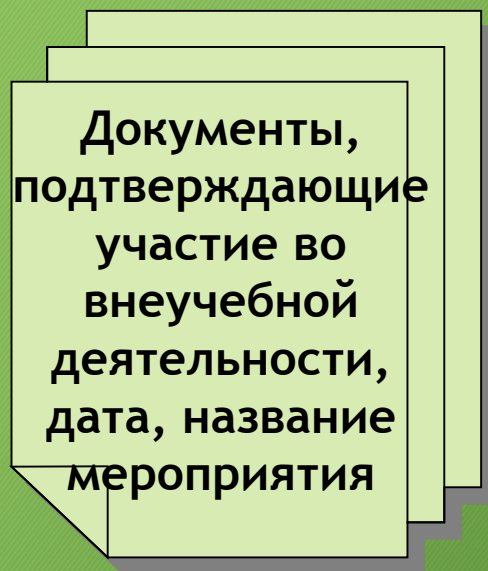 Документы,
подтверждающие
участие во
внеучебной
деятельности,
дата, название
мероприятия